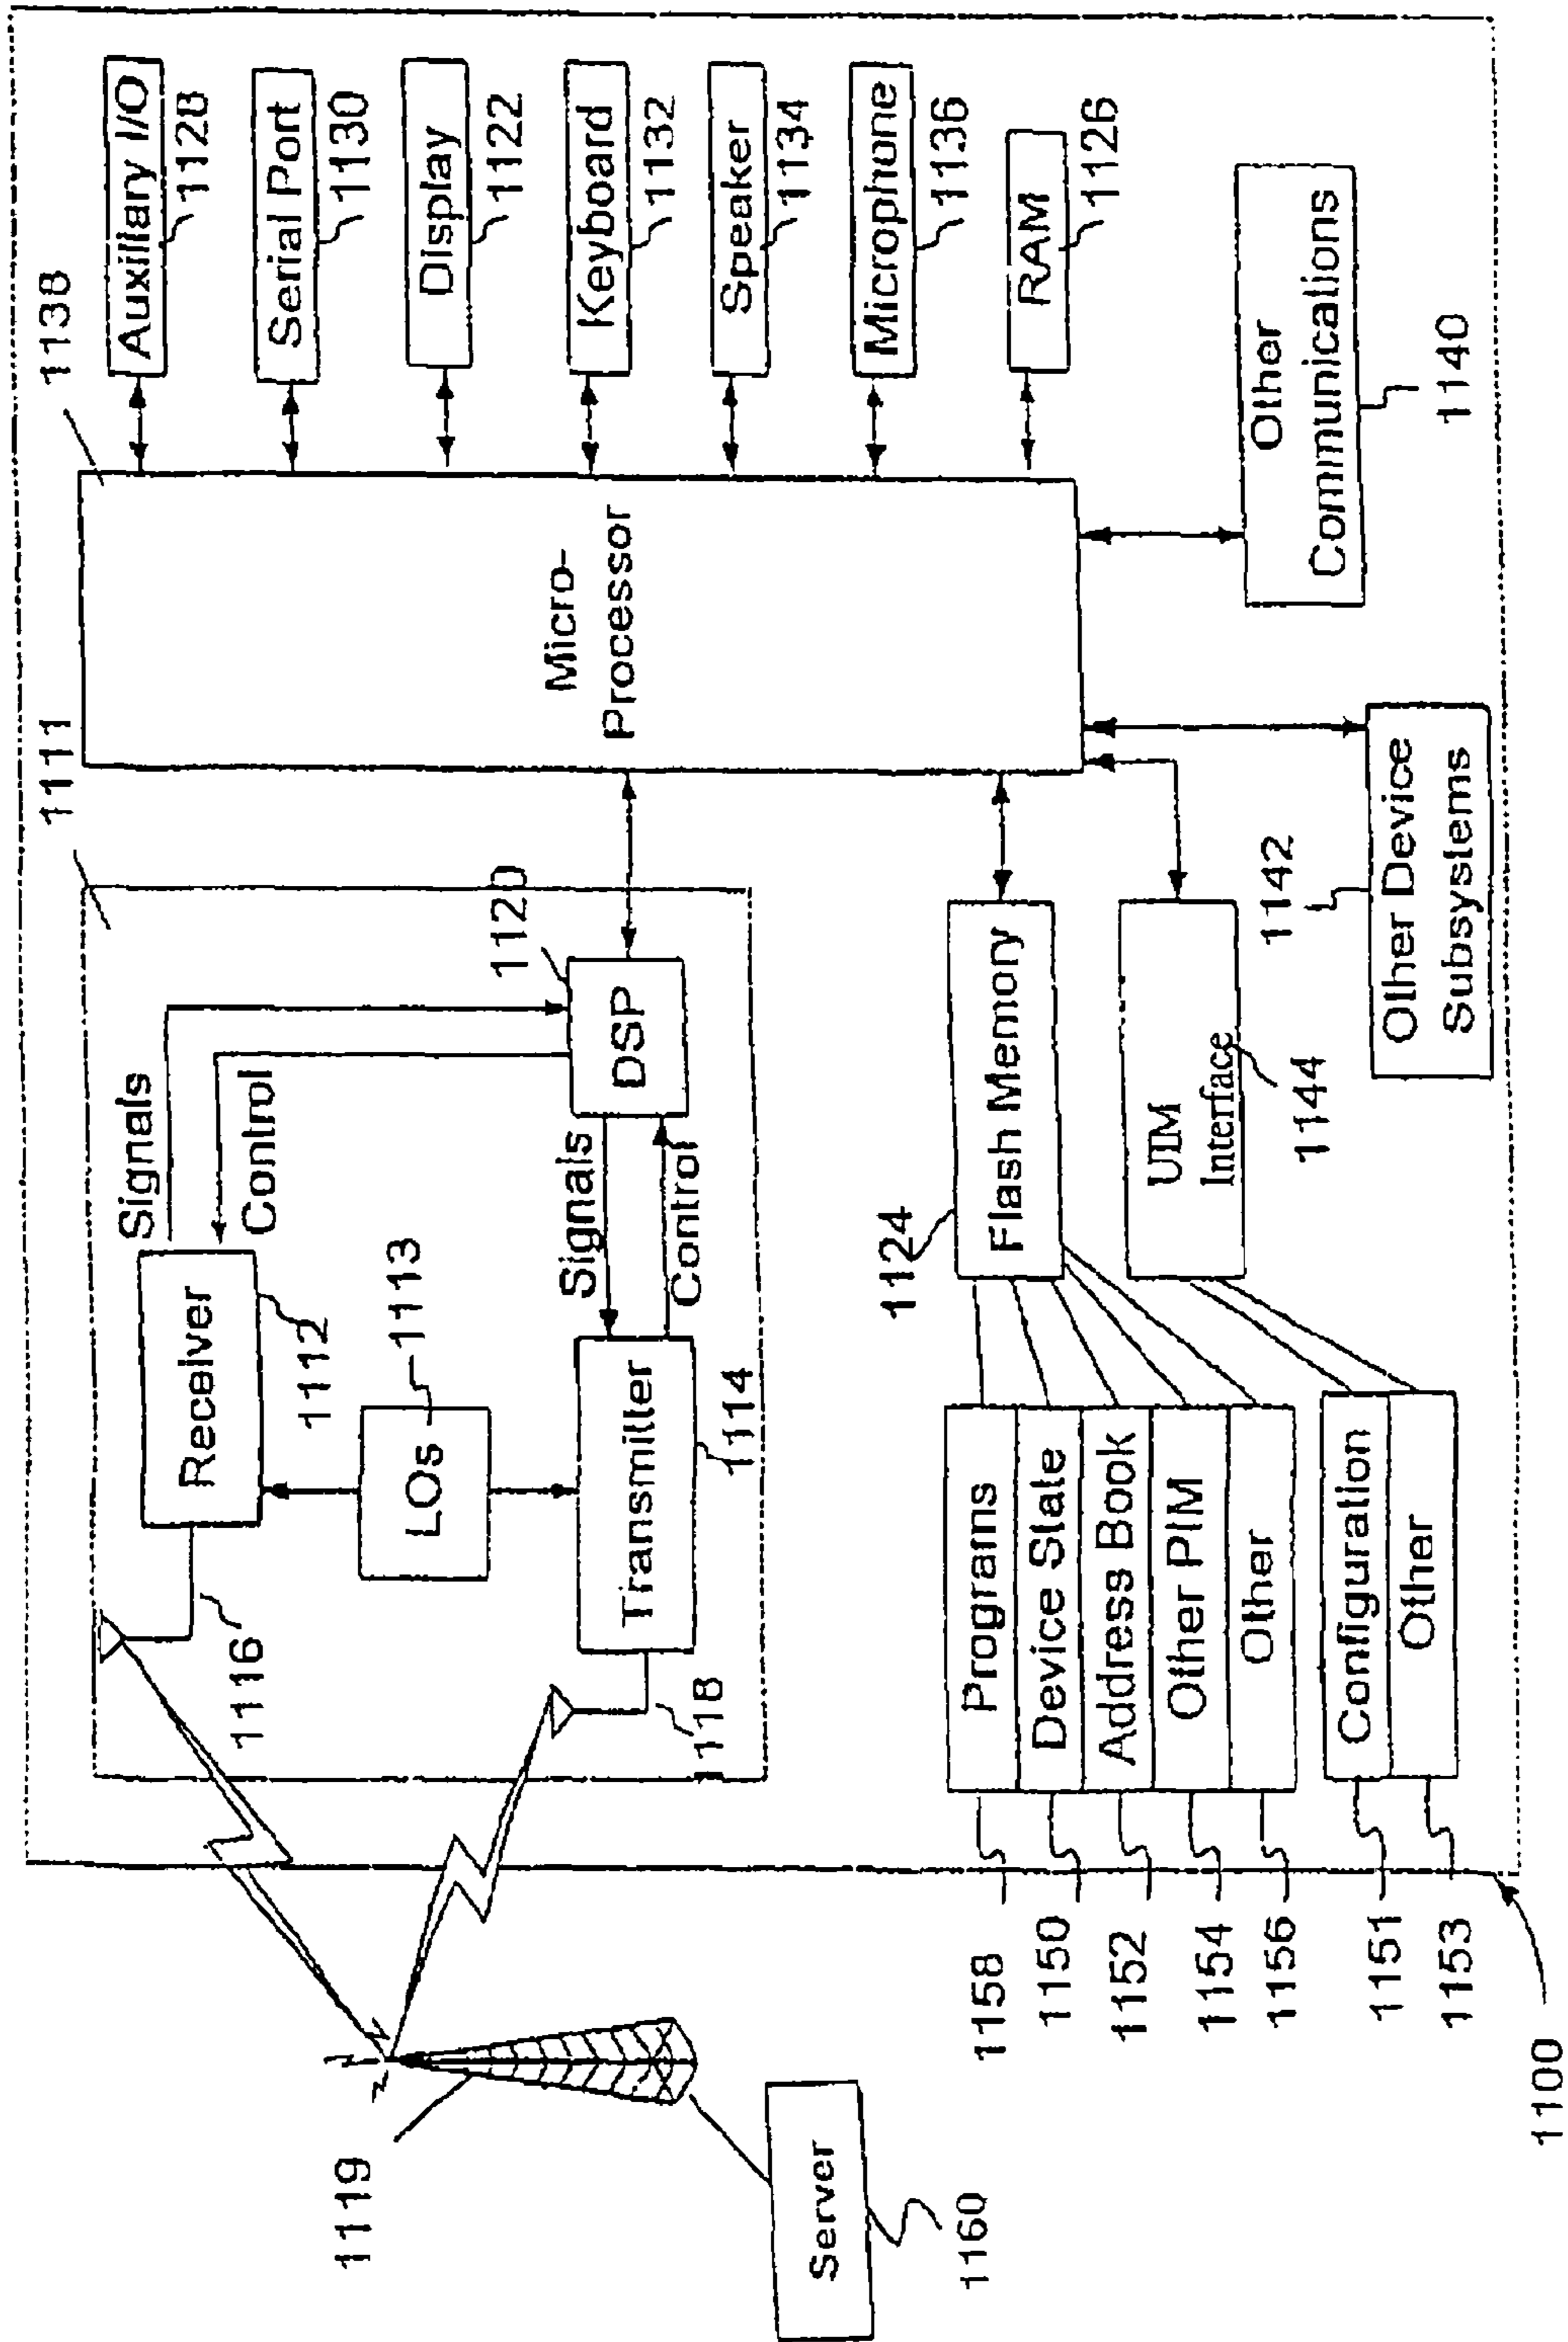 1138
1111
Auxiliary I/O
1128
Serial Port
1130
Display
1122
Keyboard
1132
Speaker
1134
Microphone
1136
RAM
1126
Micro-
Processor
Other
Communications
1140
Other Device
Subsystems
1142
Signals
Control
Receiver
1112
1116
LOs
1113
DSP
1120
Signals
Control
Transmitter
1114
1118
1119
Server
1160
Flash Memory
1124
UIM
Interface
1144
Programs
Device State
Address Book
Other PIM
Other
Configuration
Other
1158
1150
1152
1154
1156
1151
1153
1100